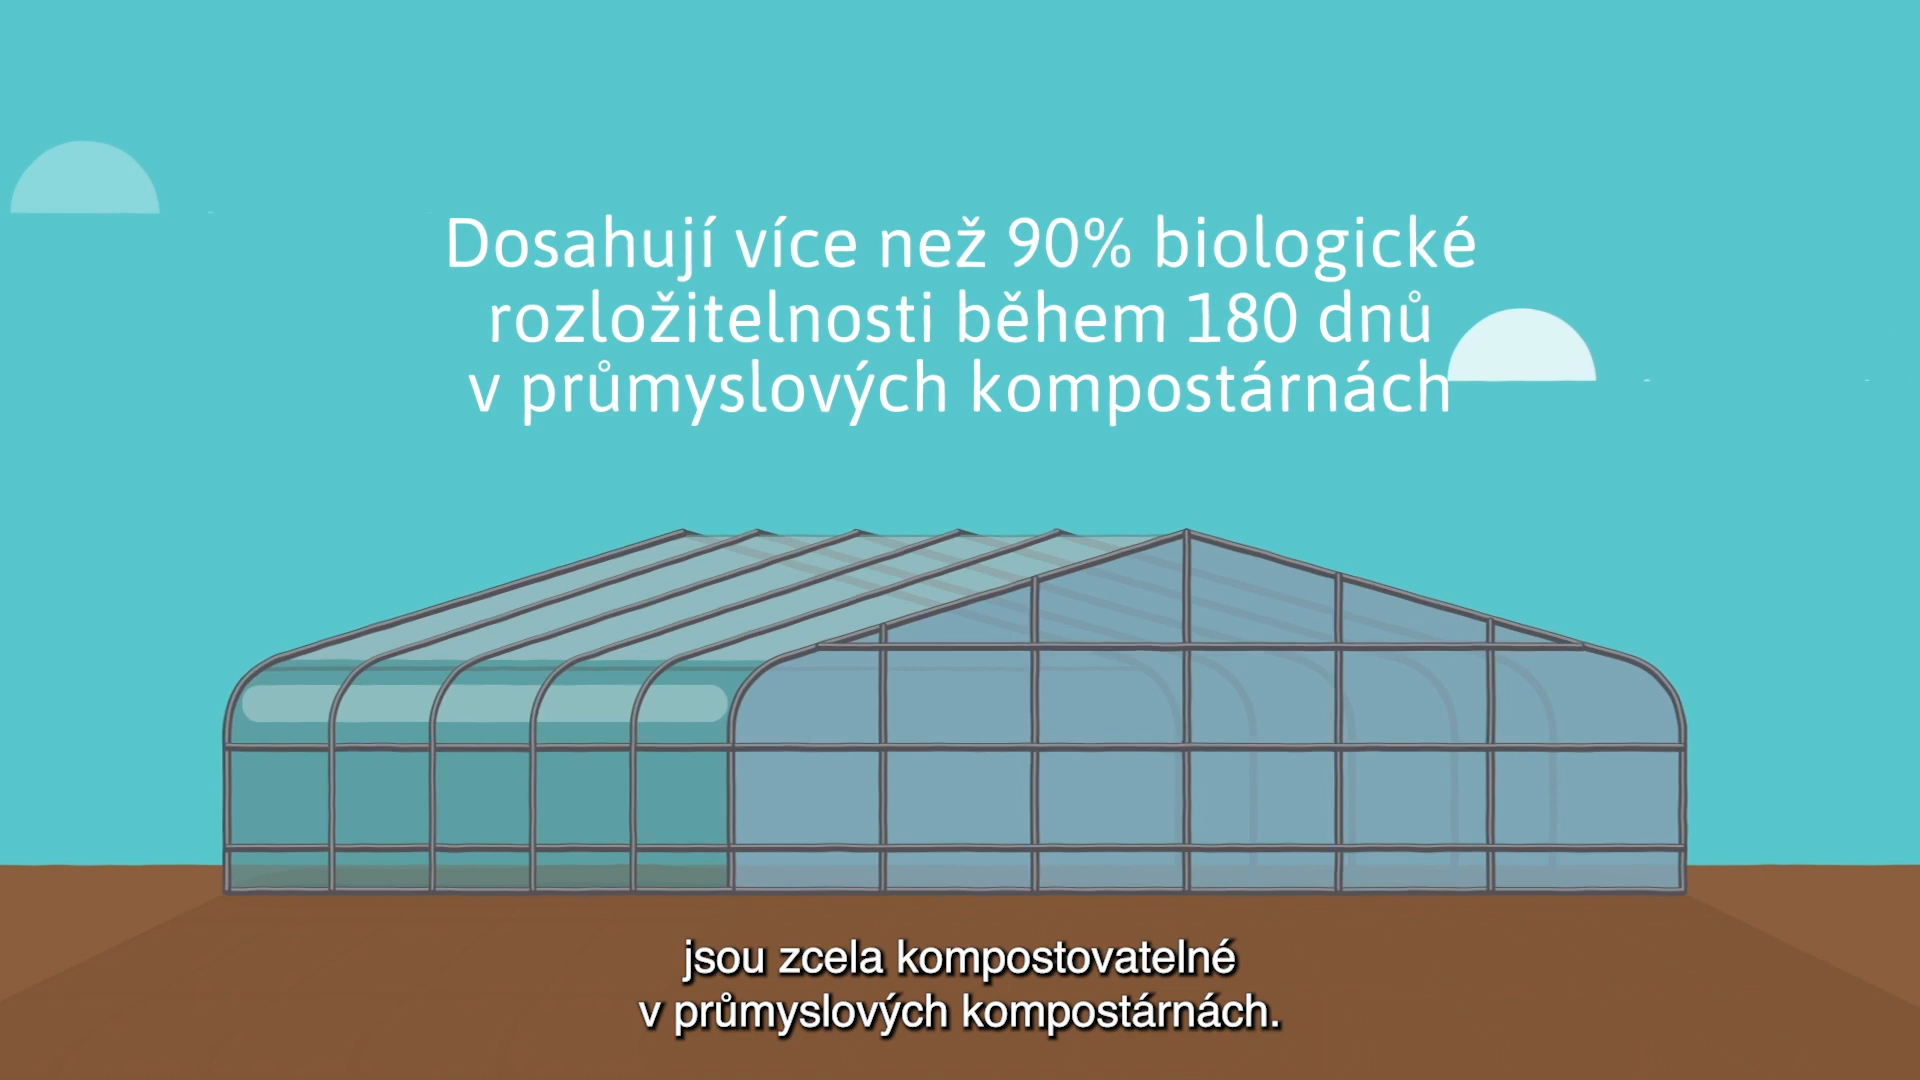 Dosahují více než 90% biologické
rozložitelnosti během 180 dnů
v průmyslových kompostárnách
jsou zcela kompostovatelné
v průmyslových kompostárnách.